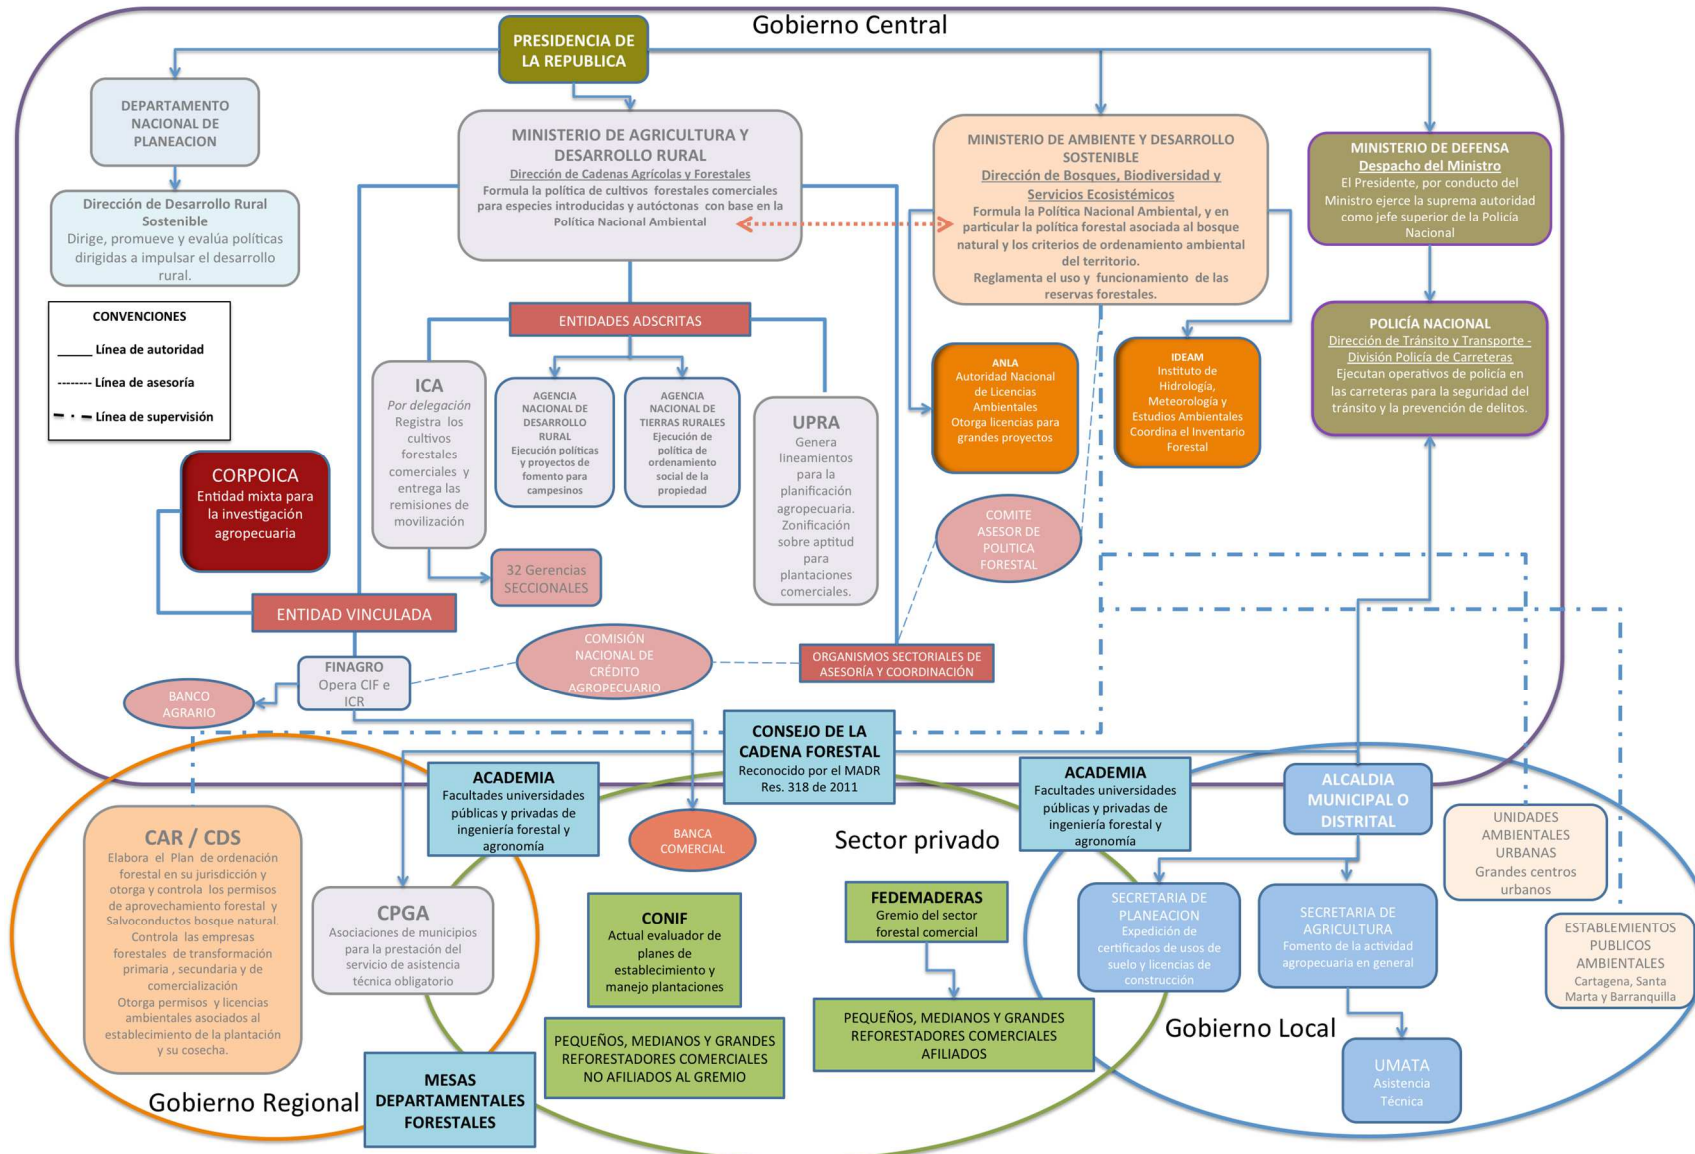 Gobierno Central
PRESIDENCIA DE
LA REPUBLICA
DEPARTAMENTO
NACIONAL DE
PLANEACION
Dirección de Desarrollo Rural
Sostenible
Dirige, promueve y evalúa políticas
dirigidas a impulsar el desarrollo
rural.
MINISTERIO DE AGRICULTURA Y
DESARROLLO RURAL
Dirección de Cadenas Agrícolas y Forestales
Formula la política de cultivos forestales comerciales
para especies introducidas y autóctonas con base en la
Política Nacional Ambiental
MINISTERIO DE AMBIENTE Y DESARROLLO
SOSTENIBLE
Dirección de Bosques, Biodiversidad y
Servicios Ecosistémicos
Formula la Política Nacional Ambiental, y en
particular la política forestal asociada al bosque
natural y los criterios de ordenamiento ambiental
del territorio.
Reglamenta el uso y funcionamiento de las
reservas forestales.
MINISTERIO DE DEFENSA
Despacho del Ministro
El Presidente, por conducto del
Ministro ejerce la suprema autoridad
como jefe superior de la Policía
Nacional
POLICÍA NACIONAL
Dirección de Tránsito y Transporte -
División Policía de Carreteras
Ejecutan operativos de policía en
las carreteras para la seguridad del
tránsito y la prevención de delitos.
CONVENCIONES
Línea de autoridad
Línea de asesoría
Línea de supervisión
ENTIDADES ADSCRITAS
ICA
Por delegación
Registra los
cultivos
forestales
comerciales y
entrega las
remisiones de
movilización
AGENCIA
NACIONAL DE
DESARROLLO
RURAL
Ejecución políticas
y proyectos de
fomento para
campesinos
AGENCIA
NACIONAL DE
TIERRAS RURALES
Ejecución de
política de
ordenamiento
social de la
propiedad
UPRA
Genera
lineamientos
para la
planificación
agropecuaria.
Zonificación
sobre aptitud
para
plantaciones
comerciales.
ANLA
Autoridad Nacional
de Licencias
Ambientales
Otorga licencias para
grandes proyectos
IDEAM
Instituto de
Hidrología,
Meteorología y
Estudios Ambientales
Coordina el Inventario
Forestal
CORPOICA
Entidad mixta para
la investigación
agropecuaria
32 Gerencias
SECCIONALES
COMITE
ASESOR DE
POLITICA
FORESTAL
ENTIDAD VINCULADA
COMISIÓN
NACIONAL DE
CRÉDITO
AGROPECUARIO
ORGANISMOS SECTORIALES DE
ASESORÍA Y COORDINACIÓN
FINAGRO
Opera CIF e
ICR
BANCO
AGRARIO
CONSEJO DE LA
CADENA FORESTAL
Reconocido por el MADR
Res. 318 de 2011
ACADEMIA
Facultades universidades
públicas y privadas de
ingeniería forestal y
agronomía
ACADEMIA
Facultades universidades
públicas y privadas de
ingeniería forestal y
agronomía
ALCALDIA
MUNICIPAL O
DISTRITAL
BANCA
COMERCIAL
Sector privado
UNIDADES
AMBIENTALES
URBANAS
Grandes centros
urbanos
CAR / CDS
Elabora el Plan de ordenación
forestal en su jurisdicción y
otorga y controla los permisos
de aprovechamiento forestal y
Salvoconductos bosque natural.
Controla las empresas
forestales de transformación
primaria , secundaria y de
comercialización
Otorga permisos y licencias
ambientales asociados al
establecimiento de la plantación
y su cosecha.
CPGA
Asociaciones de municipios
para la prestación del
servicio de asistencia
técnica obligatorio
CONIF
Actual evaluador de
planes de
establecimiento y
manejo plantaciones
FEDEMADERAS
Gremio del sector
forestal comercial
SECRETARIA DE
PLANEACION
Expedición de
certificados de usos de
suelo y licencias de
construcción
SECRETARIA DE
AGRICULTURA
Fomento de la actividad
agropecuaria en general
ESTABLEMIENTOS
PUBLICOS
AMBIENTALES
Cartagena, Santa
Marta y Barranquilla
PEQUEÑOS, MEDIANOS Y GRANDES
REFORESTADORES COMERCIALES
NO AFILIADOS AL GREMIO
PEQUEÑOS, MEDIANOS Y GRANDES
REFORESTADORES COMERCIALES
AFILIADOS
Gobierno Local
UMATA
Asistencia
Técnica
Gobierno Regional
MESAS
DEPARTAMENTALES
FORESTALES